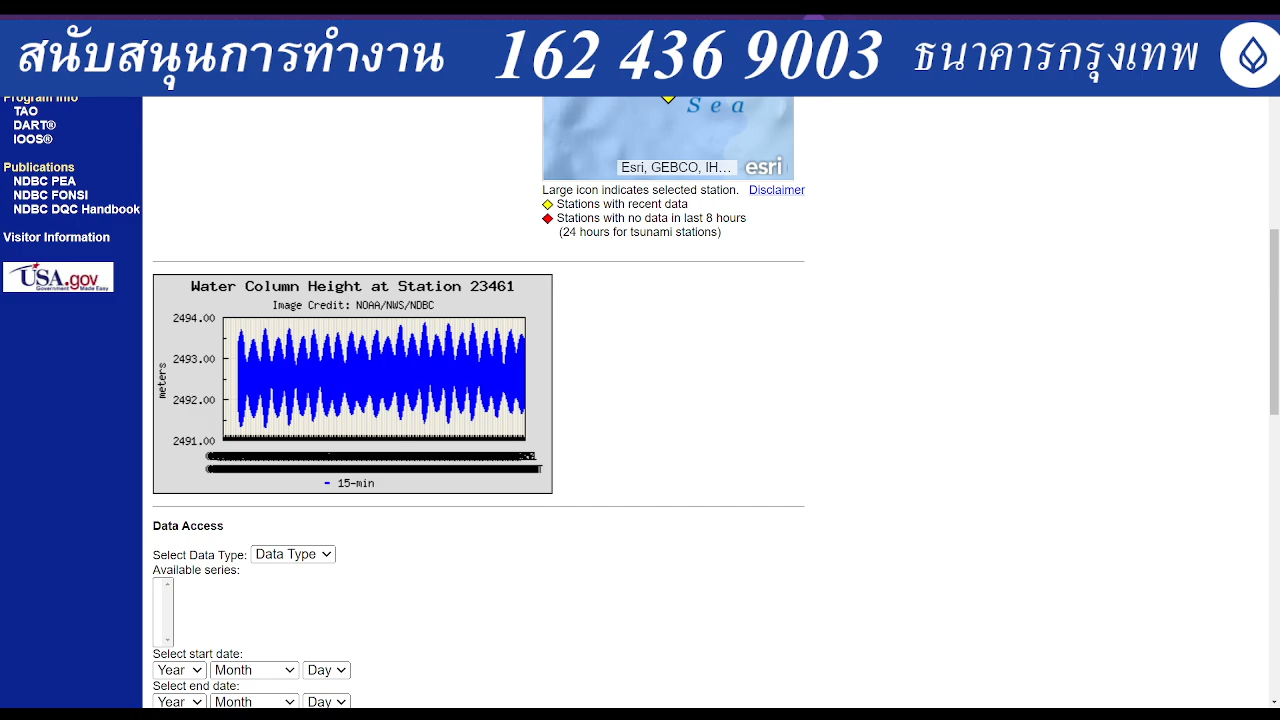 สนับสนุนการทำงาน 162 436 9003 ธนาคารกรุงเทพ
Program Info
TAO
DART®
IOOS®
Publications
NDBC PEA
NDBC FONSI
NDBC DQC Handbook
Visitor Information
USA.gov
Government Made Easy
Sea
Esri, GEBCO, IH… esri
Large icon indicates selected station. Disclaimer
Stations with recent data
Stations with no data in last 8 hours
(24 hours for tsunami stations)
Water Column Height at Station 23461
Image Credit: NOAA/NWS/NDBC
2494.00
2493.00
2492.00
2491.00
meters
15-min
Data Access
Select Data Type: Data Type
Available series:
Select start date:
Year Month Day
Select end date:
Year Month Day